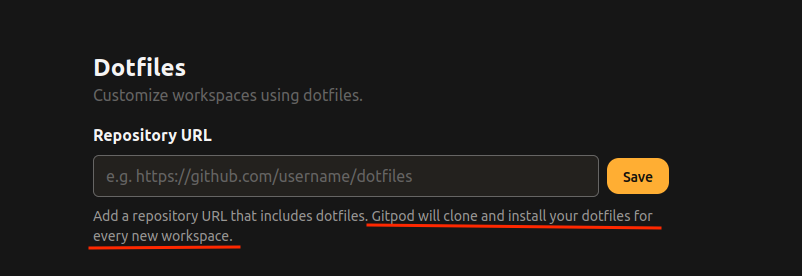 Dotfiles
Customize workspaces using dotfiles.
Repository URL
e.g. https://github.com/username/dotfiles
Save
Add a repository URL that includes dotfiles. Gitpod will clone and install your dotfiles for
every new workspace.